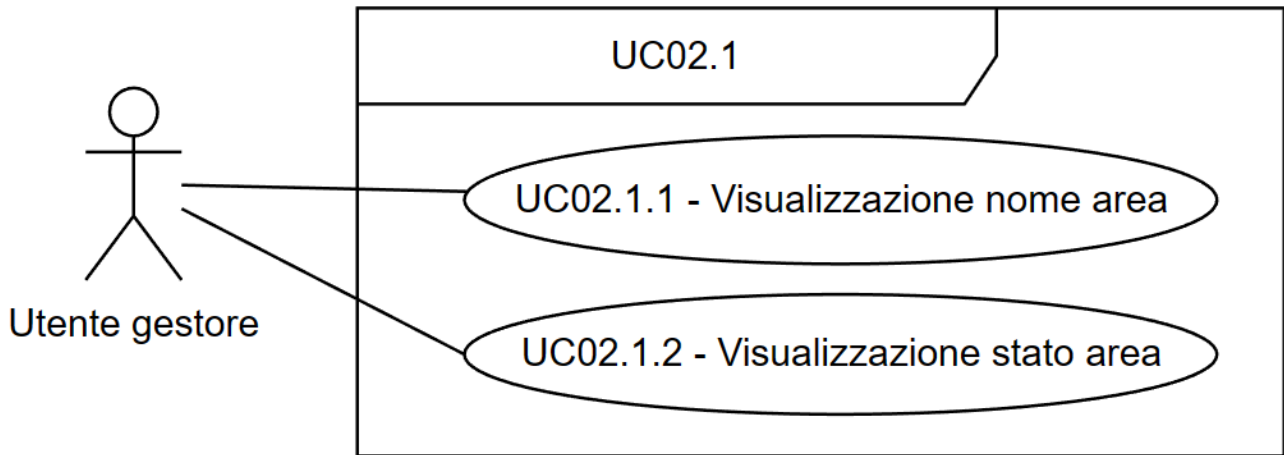 UC02.1
UC02.1.1 - Visualizzazione nome area
Utente gestore
UC02.1.2 - Visualizzazione stato area